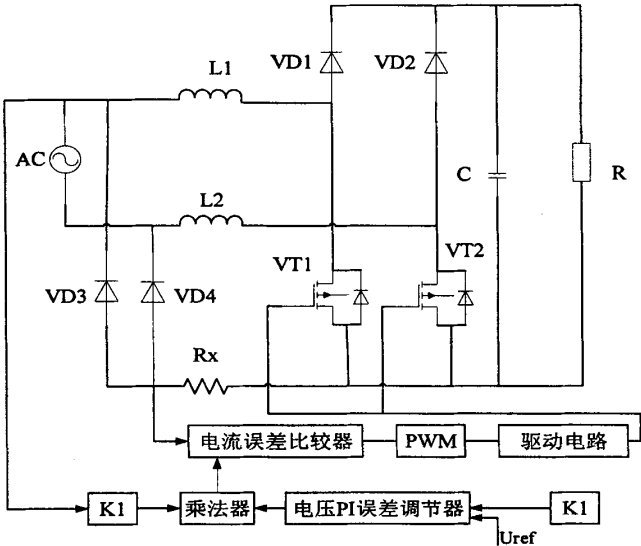 L1
VD1
VD2
AC
C
R
L2
VT1
VT2
VD3
VD4
Rx
电流误差比较器
PWM
驱动电路
K1
乘法器
电压PI误差调节器
K1
Uref